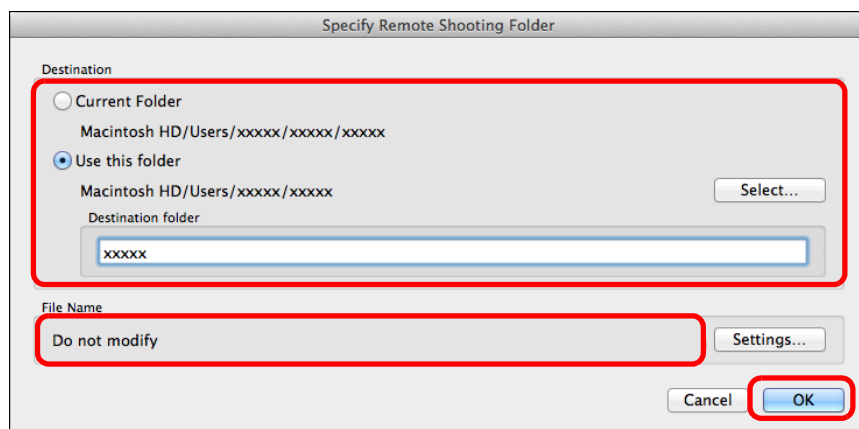 Specify Remote Shooting Folder
Destination
Current Folder
Macintosh HD/Users/xxxxx/xxxxx/xxxxx
Use this folder
Macintosh HD/Users/xxxxx/xxxxx
Select...
Destination folder
xxxxx
File Name
Do not modify
Settings...
Cancel
OK